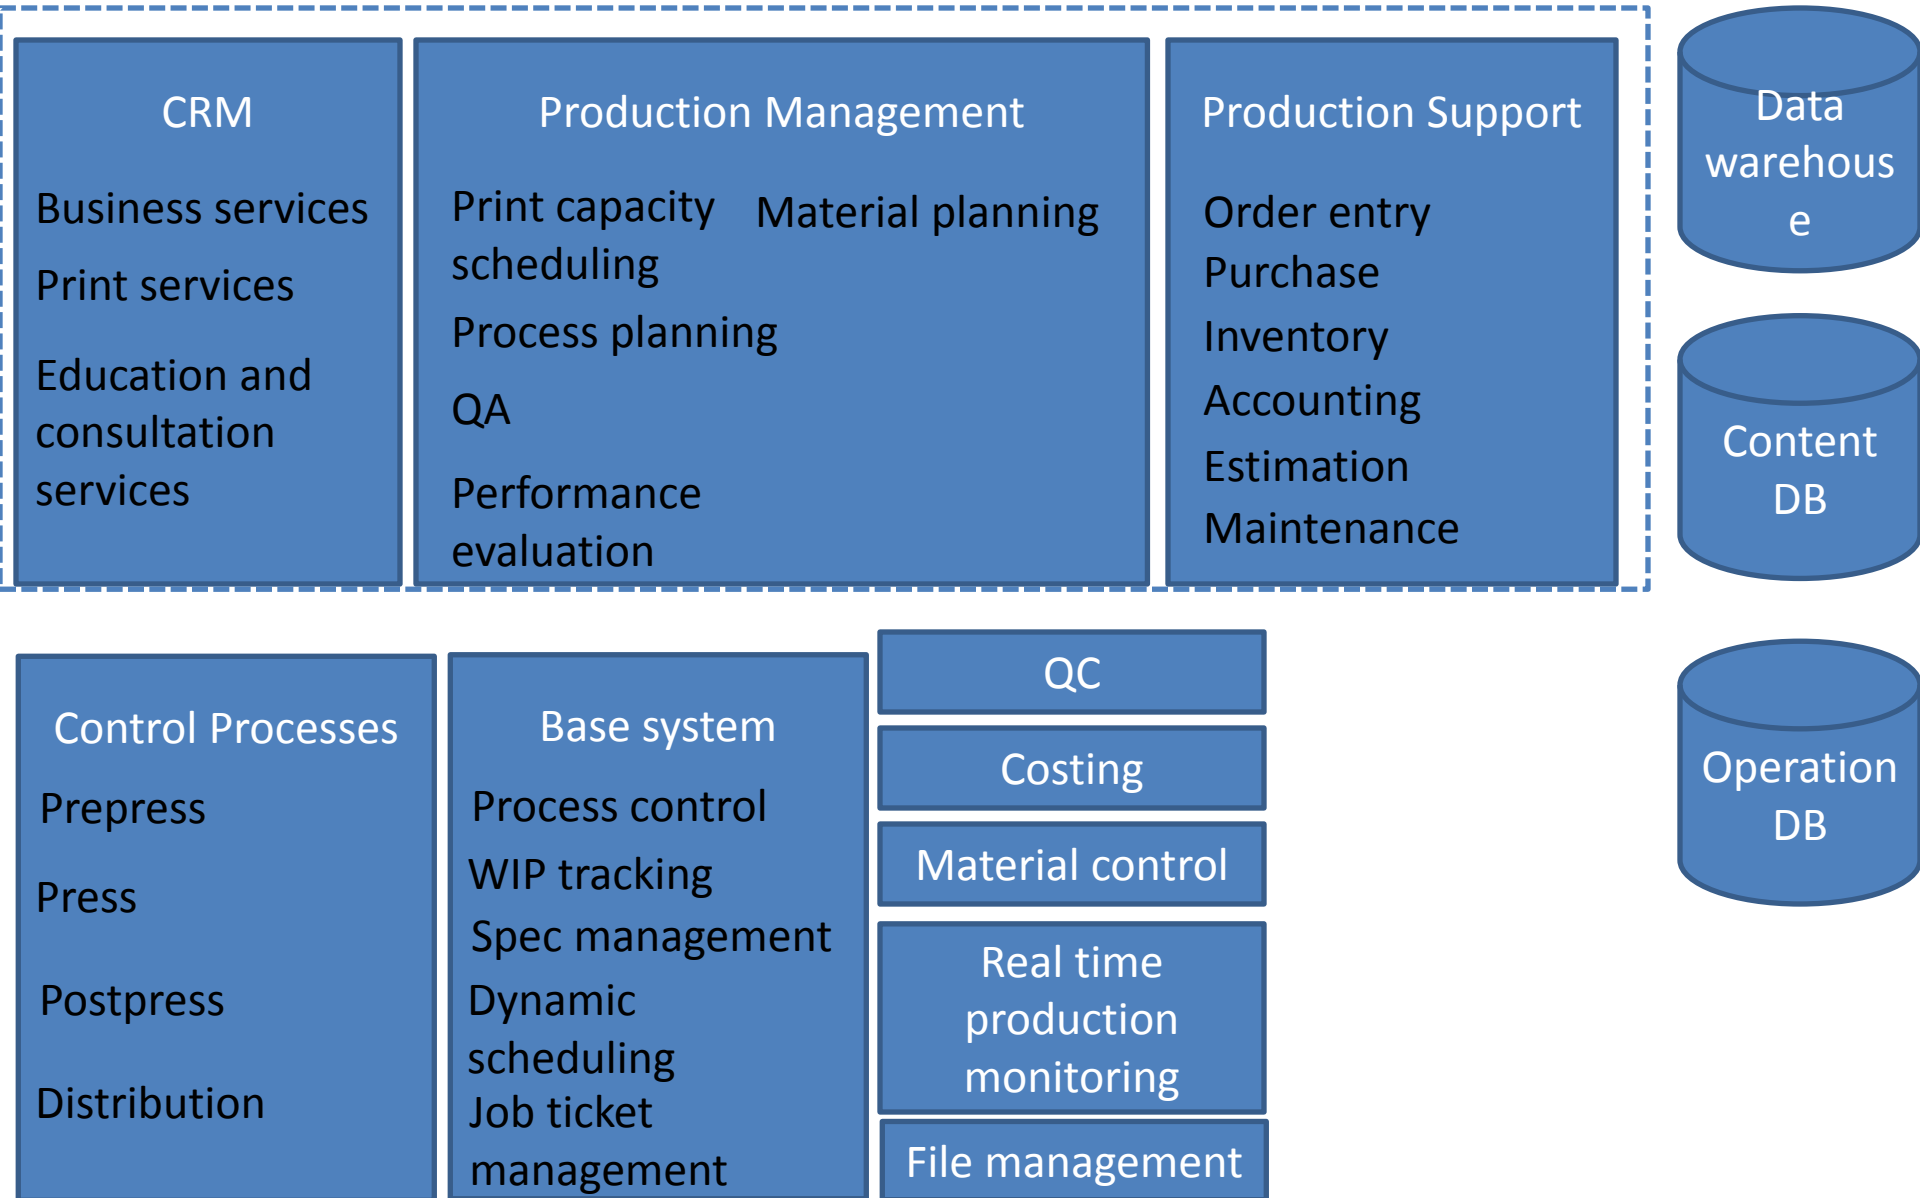 CRM
Business services
Print services
Education and
consultation
services
Production Management
Print capacity
scheduling
Material planning
Process planning
QA
Performance
evaluation
Production Support
Order entry
Purchase
Inventory
Accounting
Estimation
Maintenance
Data
warehous
e
Content
DB
Operation
DB
Control Processes
Prepress
Press
Postpress
Distribution
Base system
Process control
WIP tracking
Spec management
Dynamic
scheduling
Job ticket
management
QC
Costing
Material control
Real time
production
monitoring
File management